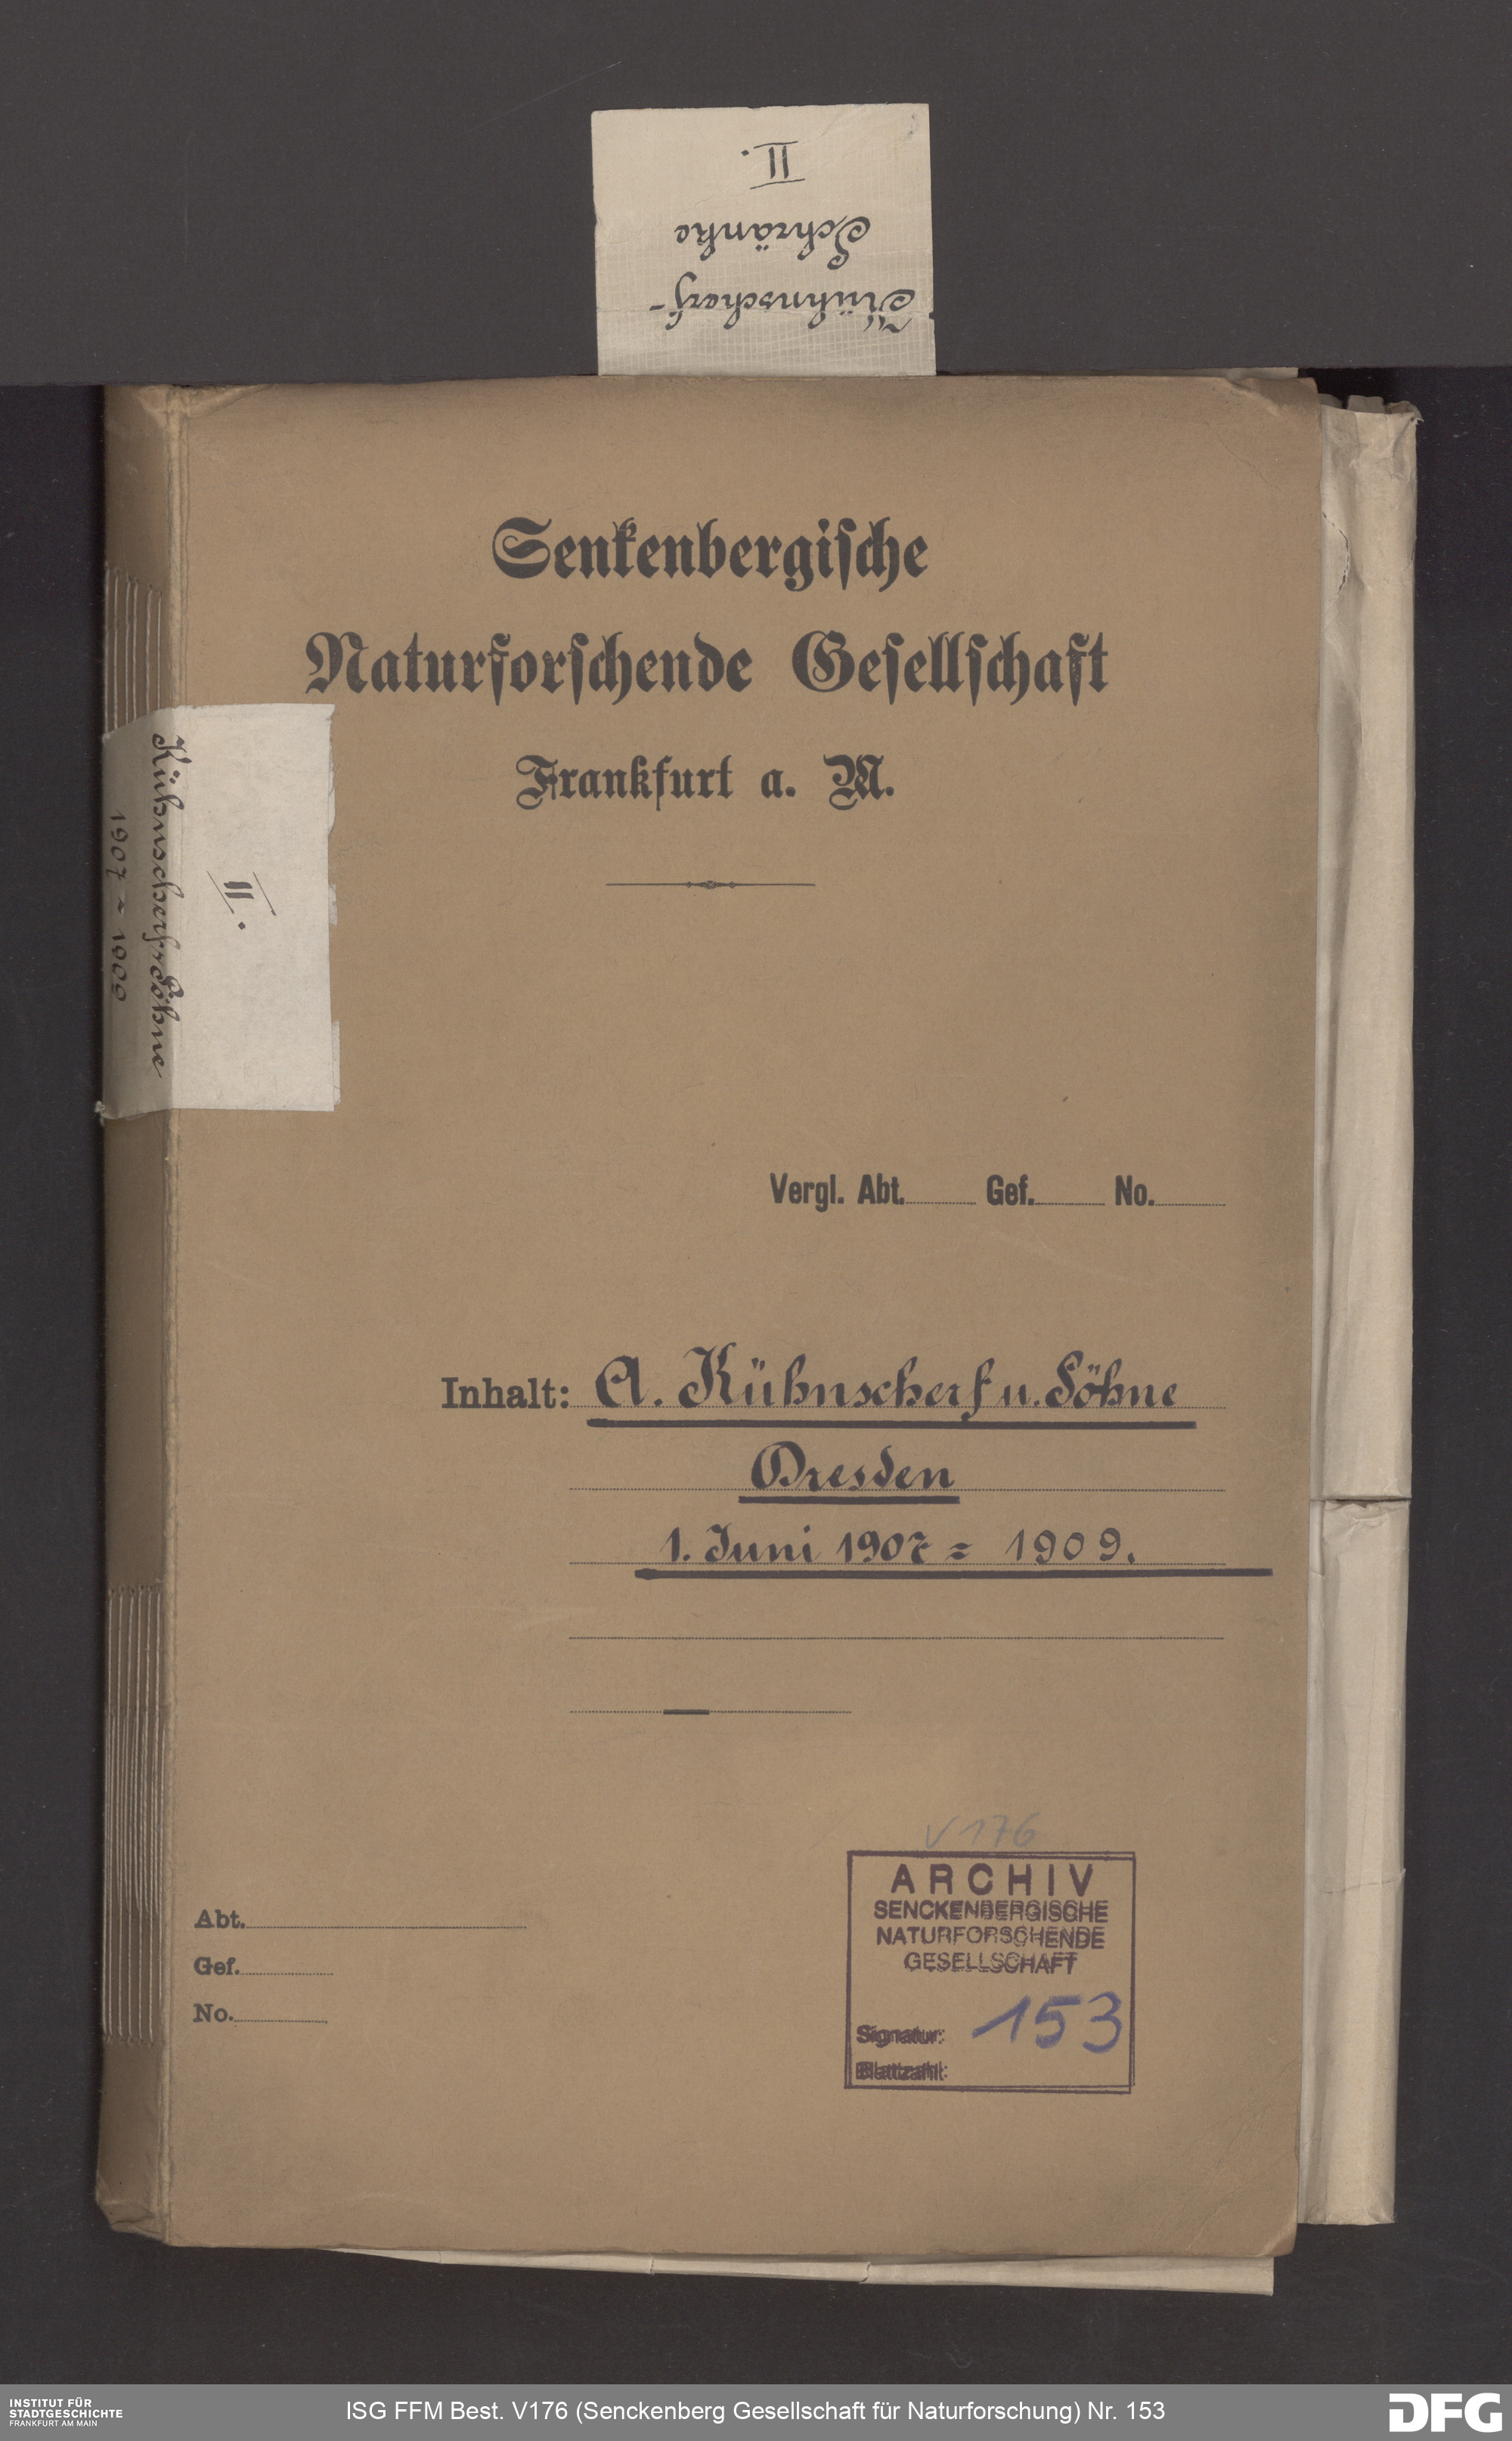 II.
Schränke
Kühnscherf-
Senkenbergische
Naturforschende Gesellschaft
Frankfurt a. M.
II.
Kühnscherf u. Söhne
1907 = 1909
Vergl. Abt. Gef. No.
Inhalt: A. Kühnscherf u. Söhne
Dresden
1. Juni 1907 = 1909.
V 176
ARCHIV
SENCKENBERGISCHE
NATURFORSCHENDE
GESELLSCHAFT
Signatur: 153
Blattzahl:
Abt.
Gef.
No.
INSTITUT FÜR
STADTGESCHICHTE
FRANKFURT AM MAIN
ISG FFM Best. V176 (Senckenberg Gesellschaft für Naturforschung) Nr. 153
DFG